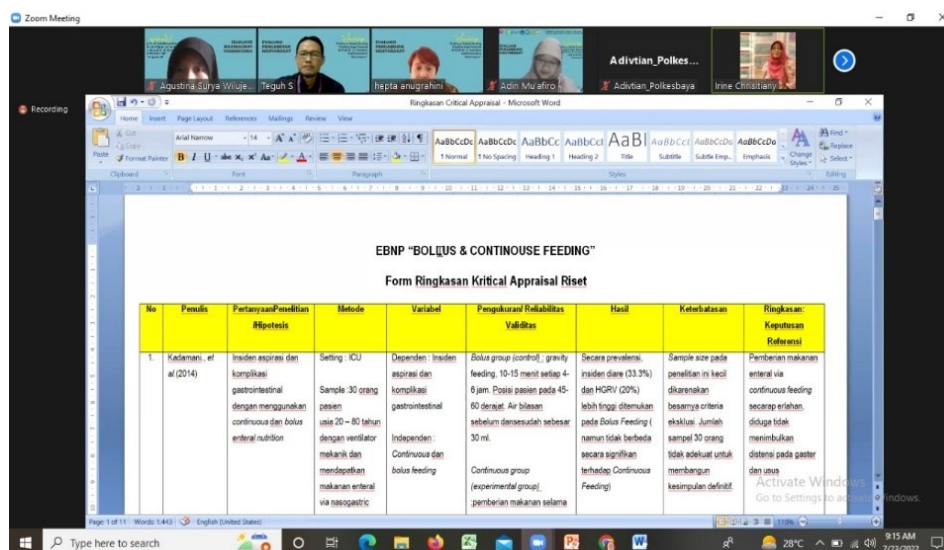 Zoom Meeting
Agustina Surya Wiluje...
Teguh S
hepta anugrahini
Adin Mu'afiro
Adivtian_Polkes...
Adivtian_Polkesbaya
Irine Christiany
Recording
Ringkasan Critical Appraisal - Microsoft Word
Home Insert Page Layout References Mailings Review View
Cut
Copy
Paste
Format Painter
Clipboard
Arial Narrow
14
Font
Paragraph
AaBbCcDc AaBbCcDc AaBbCc AaBbCcI AaBI AaBbCcI AaBbCcDc AaBbCcDc
¶ Normal ¶ No Spacing Heading 1 Heading 2 Title Subtitle Subtle Emp... Emphasis
Change Styles
Styles
Find
Replace
Select
Editing
EBNP "BOLUS & CONTINOUSE FEEDING"
Form Ringkasan Kritical Appraisal Riset
No
Penulis
PertanyaanPenelitian
/Hipotesis
Metode
Variabel
Pengukuran/ Reliabilitas
Validitas
Hasil
Keterbatasan
Ringkasan:
Keputusan
Referensi
1.
Kadamani., et
al (2014)
Insiden aspirasi dan
komplikasi
gastrointestinal
dengan menggunakan
continuous dan bolus
enteral nutrition
Setting : ICU
Sample :30 orang
pasien
usia 20 – 80 tahun
dengan ventilator
mekanik dan
mendapatkan
makanan enteral
via nasogastric
Dependen : Insiden
aspirasi dan
komplikasi
gastrointestinal
Independen :
Continuous dan
bolus feeding
Bolus group (control) : gravity
feeding, 10-15 menit setiap 4-
6 jam. Posisi pasien pada 45-
60 derajat. Air bilasan
sebelum dansesudah sebesar
30 ml.
Continuous group
(experimental group)
:pemberian makanan selama
Secara prevalensi,
insiden diare (33.3%)
dan HGRV (20%)
lebih tinggi ditemukan
pada Bolus Feeding (
namun tidak berbeda
secara signifikan
terhadap Continuous
Feeding)
Sample size pada
penelitian ini kecil
dikarenakan
besarnya criteria
eksklusi. Jumlah
sampel 30 orang
tidak adekuat untuk
membangun
kesimpulan definitif.
Pemberian makanan
enteral via
continuous feeding
secarap erlahan,
diduga tidak
menimbulkan
distensi pada gaster
dan usus
Activate Windows
Go to Settings to activate Windows.
Page: 1 of 11 Words: 1.443 English (United States)
110%
Type here to search
28°C
9:15 AM
7/23/2022